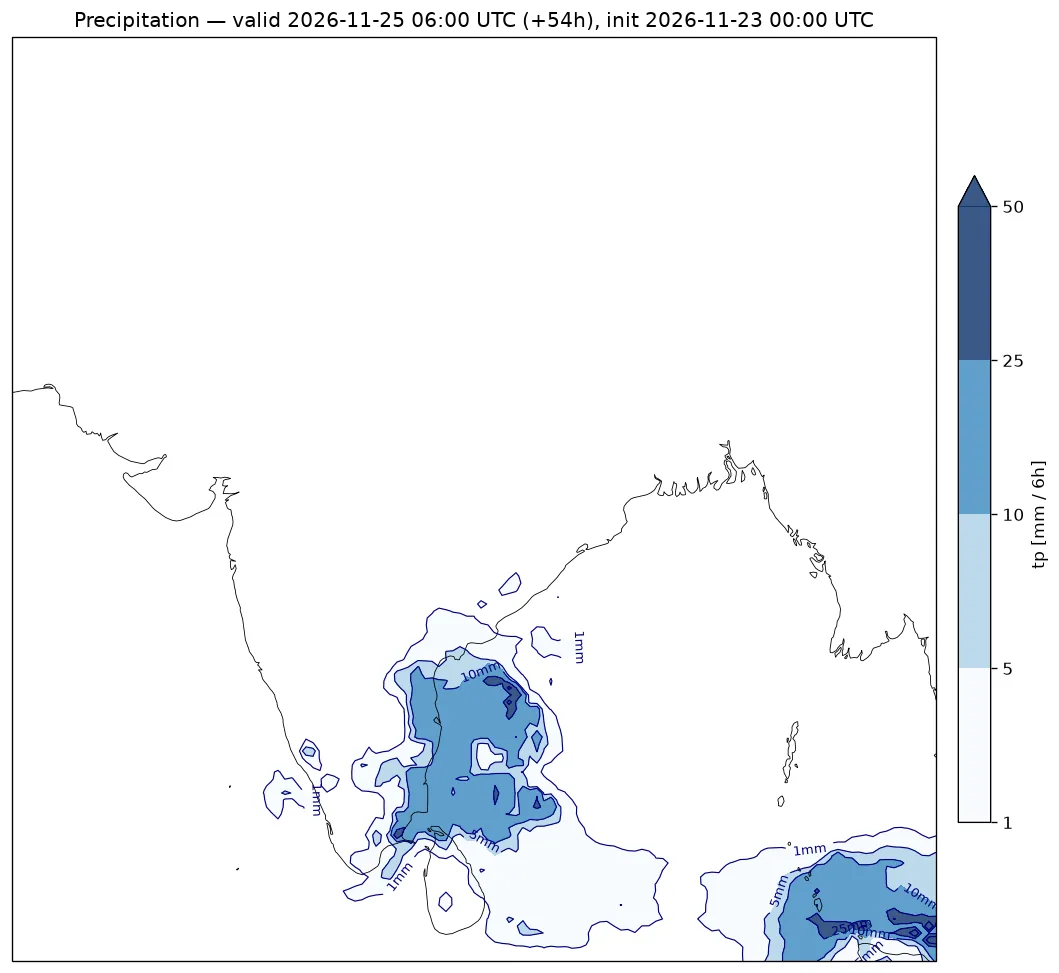 Precipitation — valid 2026-11-25 06:00 UTC (+54h), init 2026-11-23 00:00 UTC
50
25
10
5
1
tp [mm / 6h]
1mm
10mm
1mm
5mm
1mm
1mm
5mm
10mm